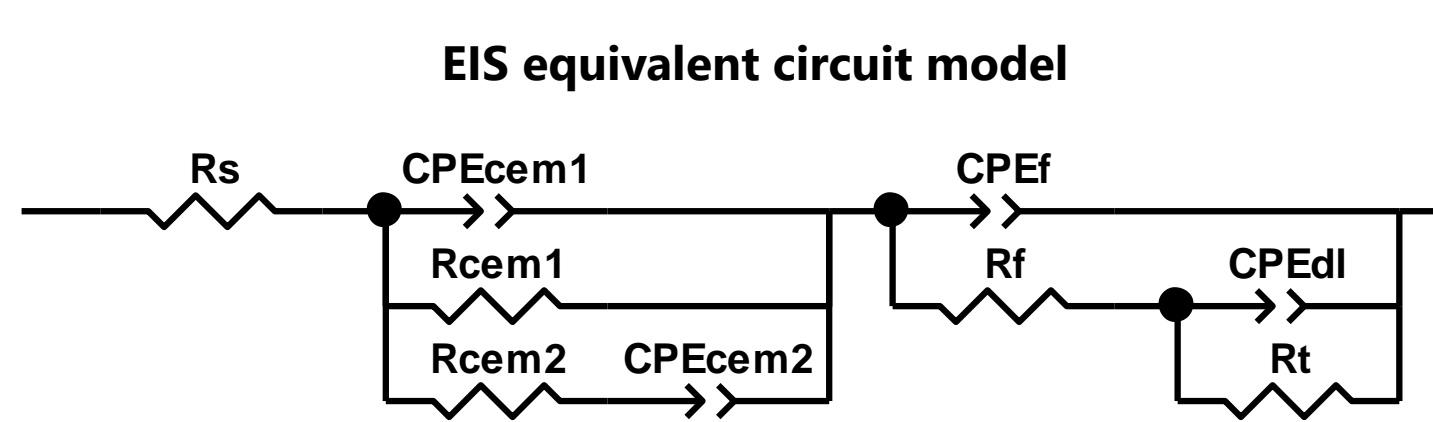 EIS equivalent circuit model
Rs CPEcem1 CPEf
Rcem1 Rf CPEdl
Rcem2 CPEcem2 Rt